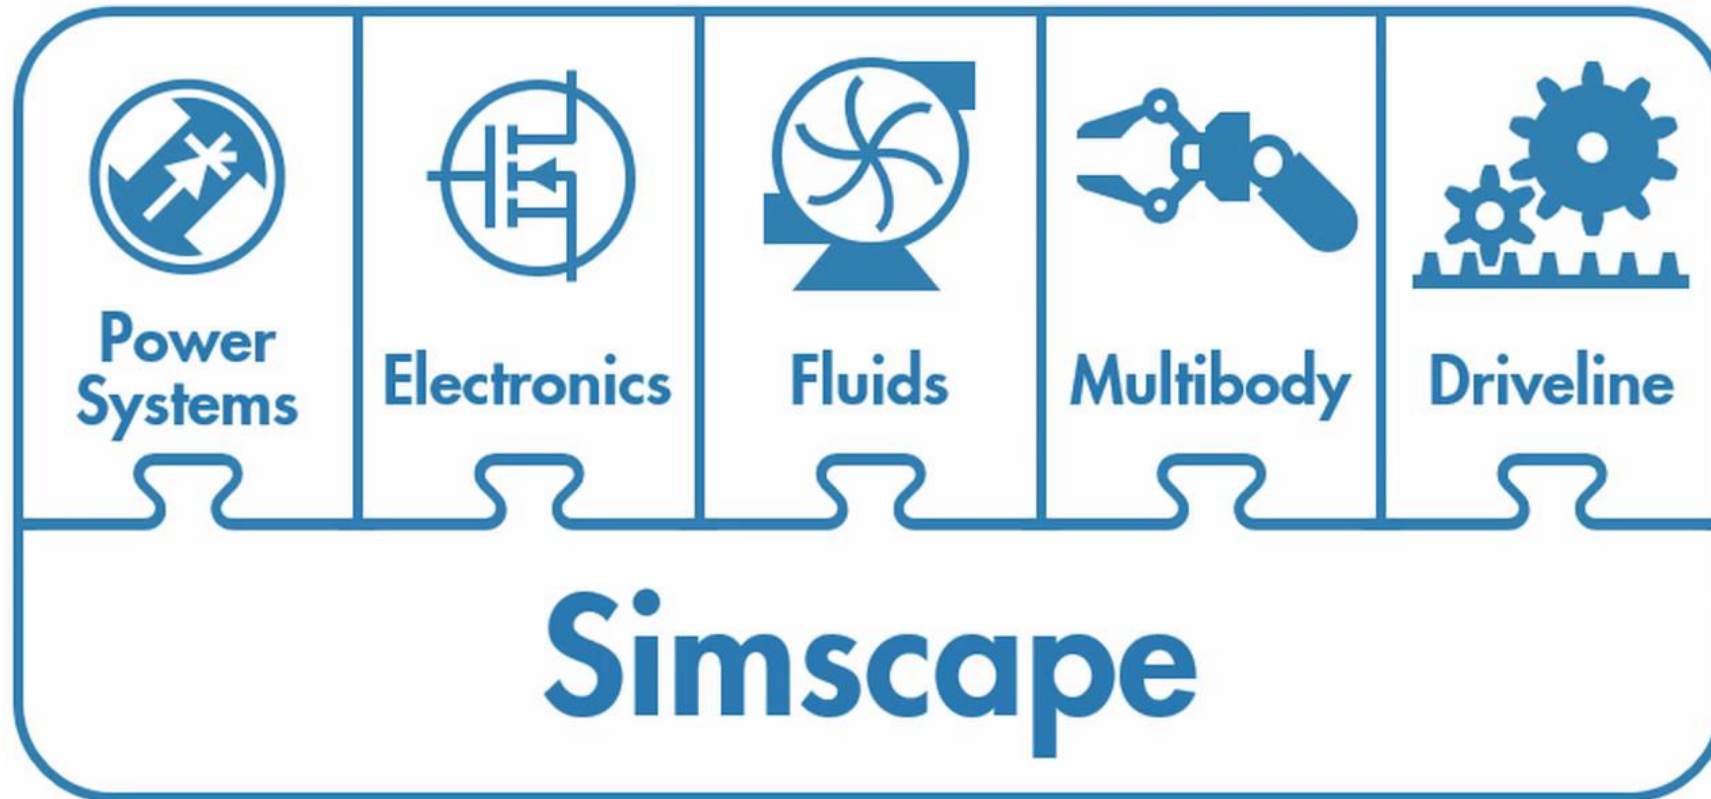 Power
Systems
Electronics
Fluids
Multibody
Driveline
Simscape